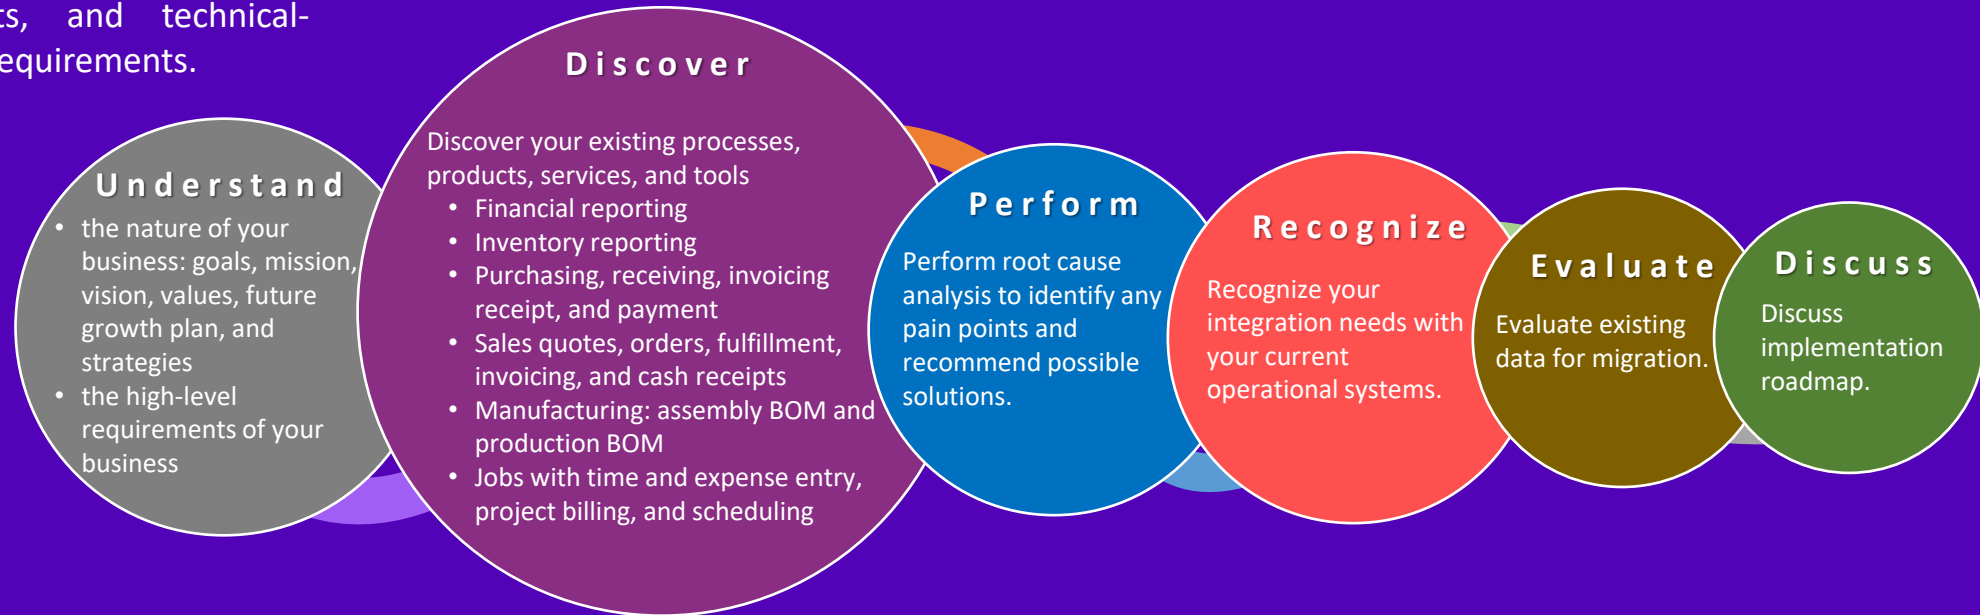 and technical-
requirements.
Understand
• the nature of your
business: goals, mission,
vision, values, future
growth plan, and
strategies
• the high-level
requirements of your
business
Discover
Discover your existing processes,
products, services, and tools
• Financial reporting
• Inventory reporting
• Purchasing, receiving, invoicing
receipt, and payment
• Sales quotes, orders, fulfillment,
invoicing, and cash receipts
• Manufacturing: assembly BOM and
production BOM
• Jobs with time and expense entry,
project billing, and scheduling
Perform
Perform root cause
analysis to identify any
pain points and
recommend possible
solutions.
Recognize
Recognize your
integration needs with
your current
operational systems.
Evaluate
Evaluate existing
data for migration.
Discuss
Discuss
implementation
roadmap.